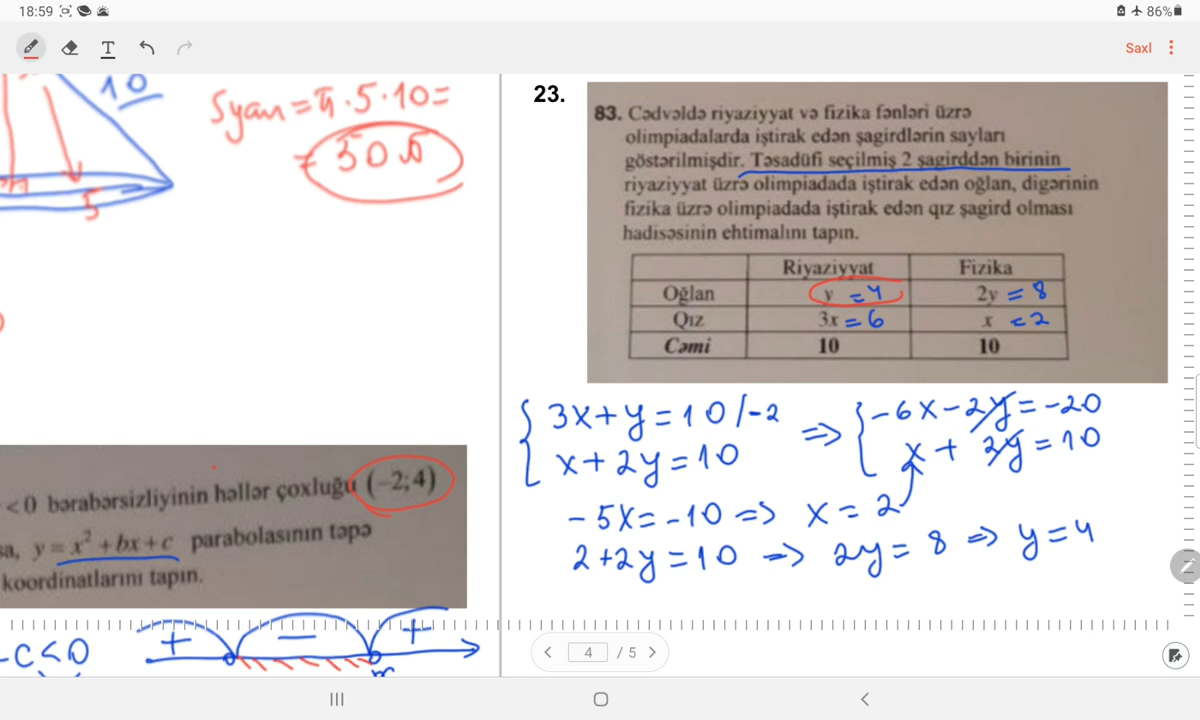 18:59
86%
T
Saxl
10
Syan = π · 5 · 10 =
= 50π
5
23.
83. Cədvəldə riyaziyyat və fizika fənləri üzrə
olimpiadalarda iştirak edən şagirdlərin sayları
göstərilmişdir. Təsadüfi seçilmiş 2 şagirddən birinin
riyaziyyat üzrə olimpiadada iştirak edən oğlan, digərinin
fizika üzrə olimpiadada iştirak edən qız şagird olması
hadisəsinin ehtimalını tapın.
Riyaziyyat Fizika
Oğlan y = 4 2y = 8
Qız 3x = 6 x = 2
Cəmi 10 10
3x + y = 10 /-2 => -6x - 2y = -20
x + 2y = 10 x + 2y = 10
-5x = -10 => x = 2
2 + 2y = 10 => 2y = 8 => y = 4
< 0 bərabərsizliyinin həllər çoxluğu (-2; 4)
sa, y = x² + bx + c parabolasının təpə
koordinatlarını tapın.
-c < 0
+ − +
4 / 5